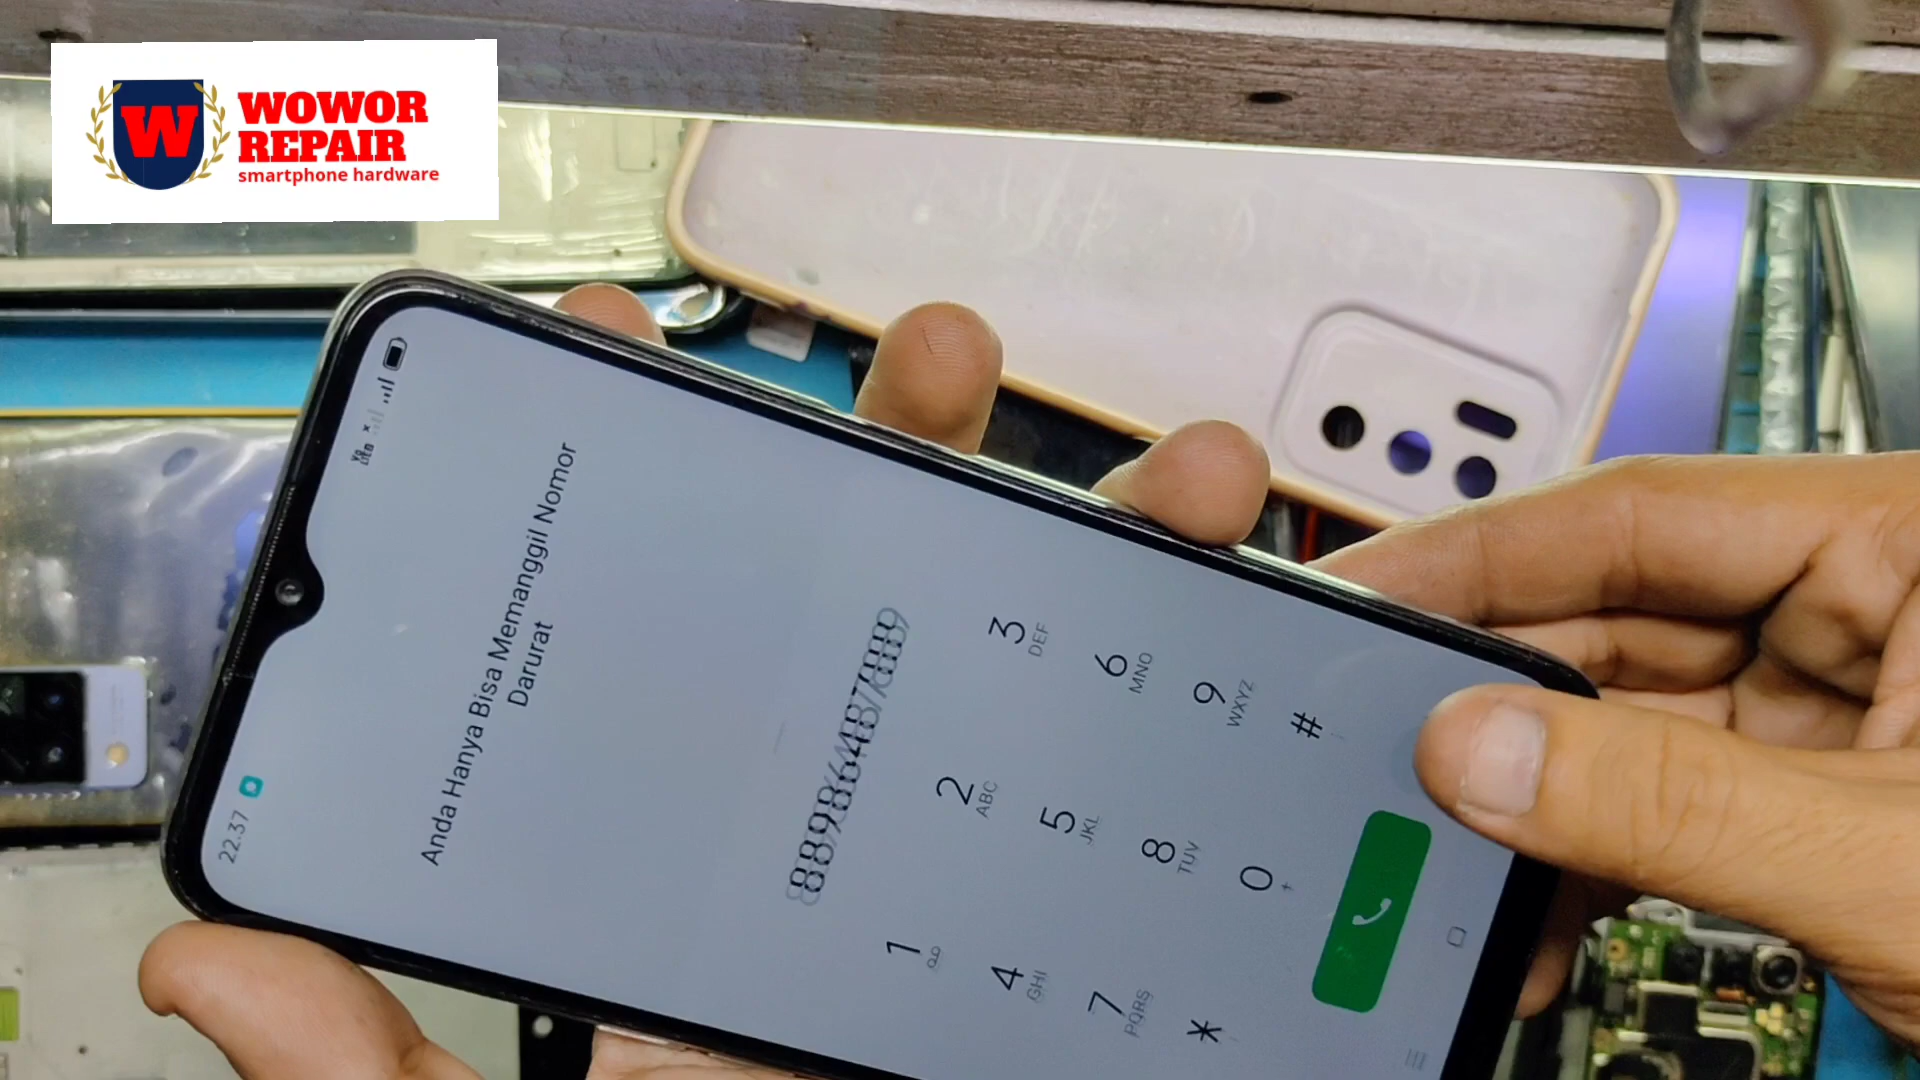 W
WOWOR
REPAIR
smartphone hardware
22.37
Anda Hanya Bisa Memanggil Nomor
Darurat
1
2
ABC
3
DEF
4
GHI
5
JKL
6
MNO
7
PQRS
8
TUV
9
WXYZ
*
0
+
#